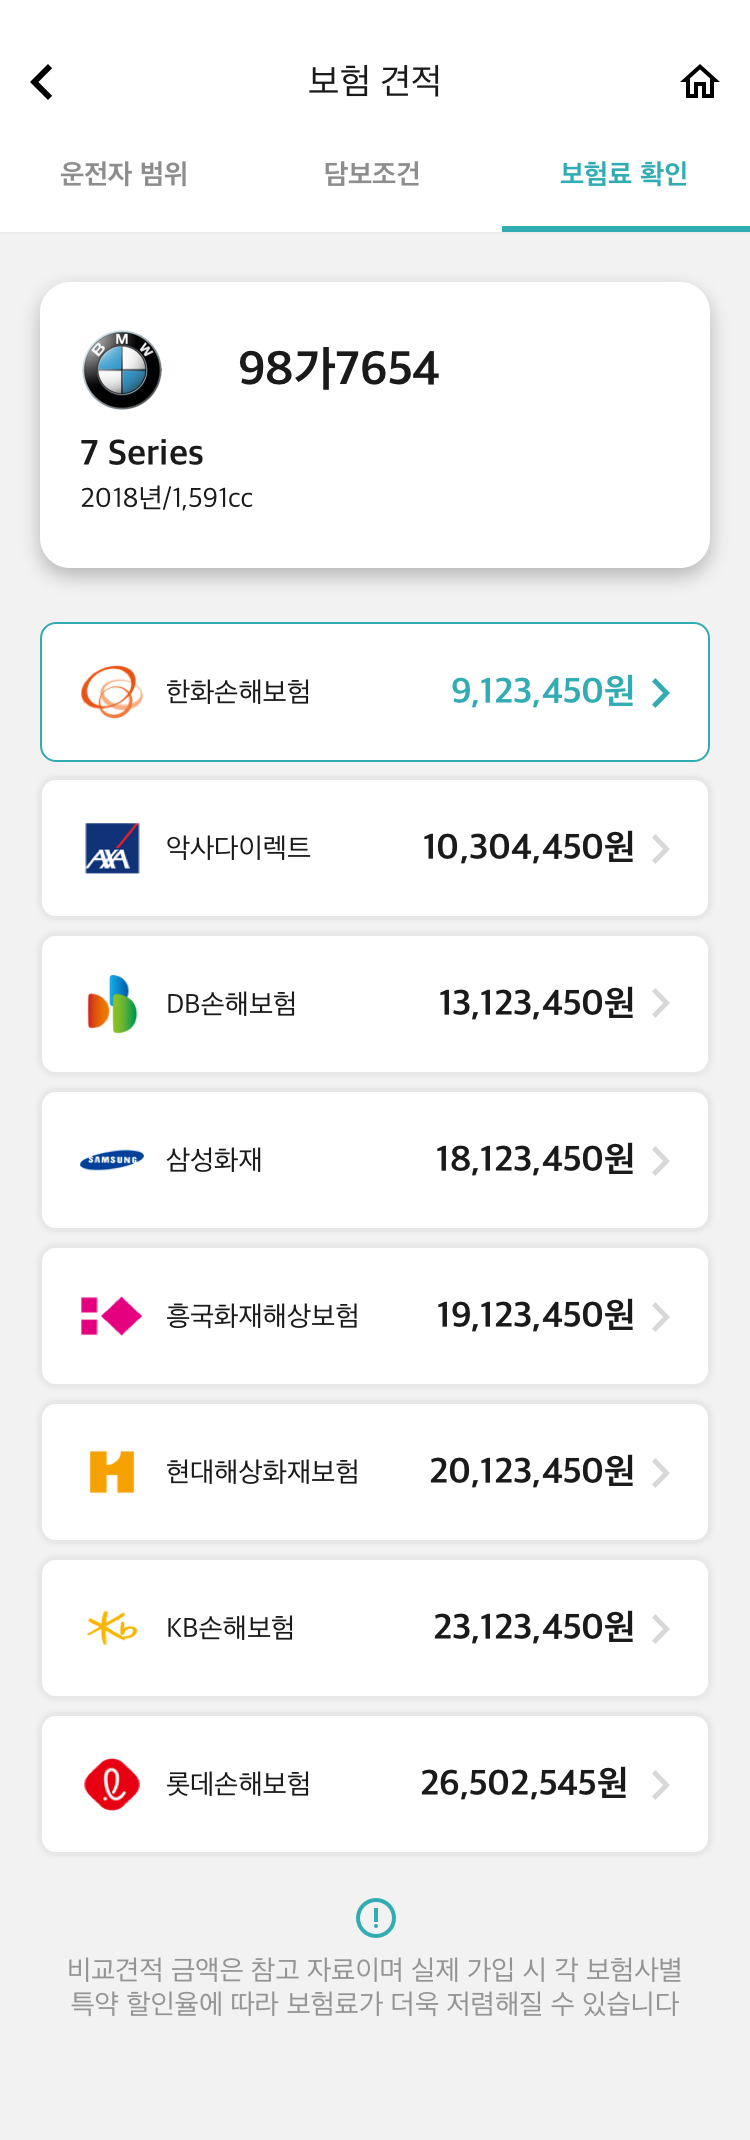 보험 견적
운전자 범위 담보조건 보험료 확인
BMW 98가7654
7 Series
2018년/1,591cc
한화손해보험 9,123,450원
AXA 악사다이렉트 10,304,450원
DB손해보험 13,123,450원
SAMSUNG 삼성화재 18,123,450원
흥국화재해상보험 19,123,450원
현대해상화재보험 20,123,450원
Kb KB손해보험 23,123,450원
롯데손해보험 26,502,545원
비교견적 금액은 참고 자료이며 실제 가입 시 각 보험사별
특약 할인율에 따라 보험료가 더욱 저렴해질 수 있습니다